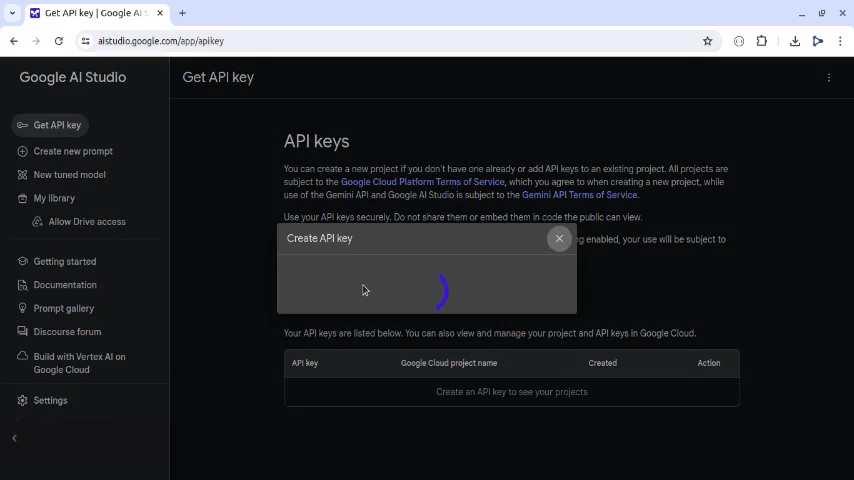 Get API key | Google AI S
aistudio.google.com/app/apikey
Google AI Studio
Get API key
Get API key
Create new prompt
New tuned model
My library
Allow Drive access
Getting started
Documentation
Prompt gallery
Discourse forum
Build with Vertex AI on
Google Cloud
Settings
API keys
You can create a new project if you don't have one already or add API keys to an existing project. All projects are
subject to the Google Cloud Platform Terms of Service, which you agree to when creating a new project, while
use of the Gemini API and Google AI Studio is subject to the Gemini API Terms of Service.
Use your API keys securely. Do not share them or embed them in code the public can view.
ng enabled, your use will be subject to
Create API key
Your API keys are listed below. You can also view and manage your project and API keys in Google Cloud.
API key Google Cloud project name Created Action
Create an API key to see your projects